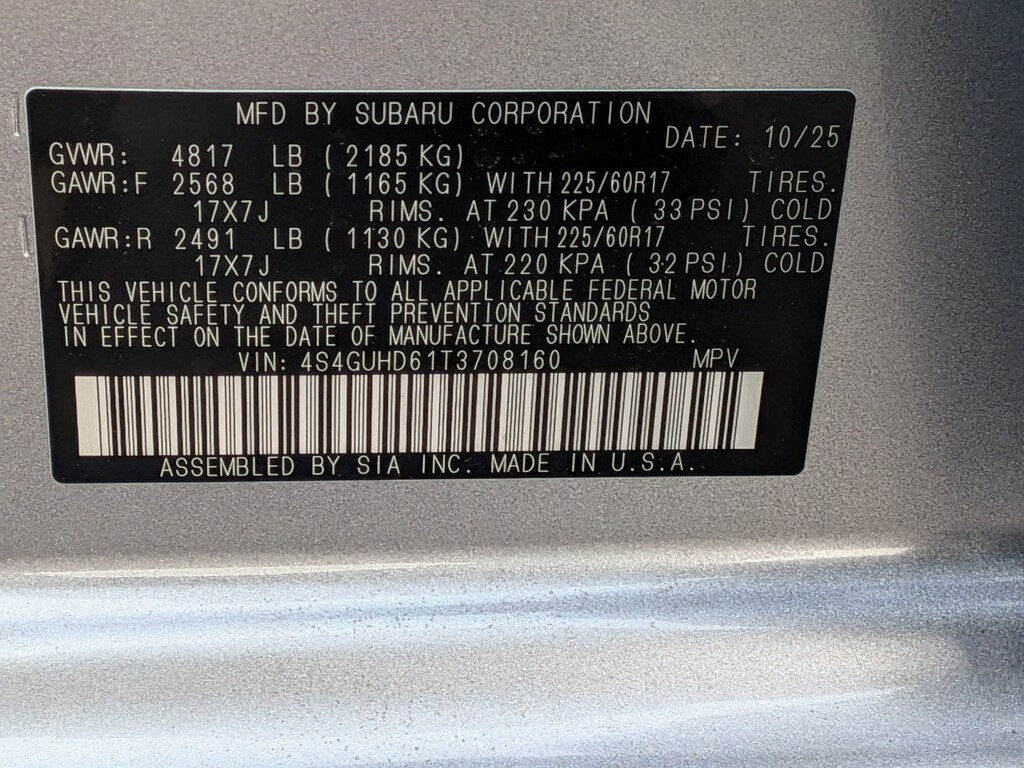 MFD BY SUBARU CORPORATION
DATE: 10/25
GVWR: 4817 LB ( 2185 KG)
GAWR:F 2568 LB ( 1165 KG) WITH 225/60R17 TIRES.
17X7J RIMS. AT 230 KPA ( 33 PSI) COLD
GAWR:R 2491 LB ( 1130 KG) WITH 225/60R17 TIRES.
17X7J RIMS. AT 220 KPA ( 32 PSI) COLD
THIS VEHICLE CONFORMS TO ALL APPLICABLE FEDERAL MOTOR
VEHICLE SAFETY AND THEFT PREVENTION STANDARDS
IN EFFECT ON THE DATE OF MANUFACTURE SHOWN ABOVE.
VIN: 4S4GUHD61T3708160 MPV
ASSEMBLED BY SIA INC. MADE IN U.S.A.